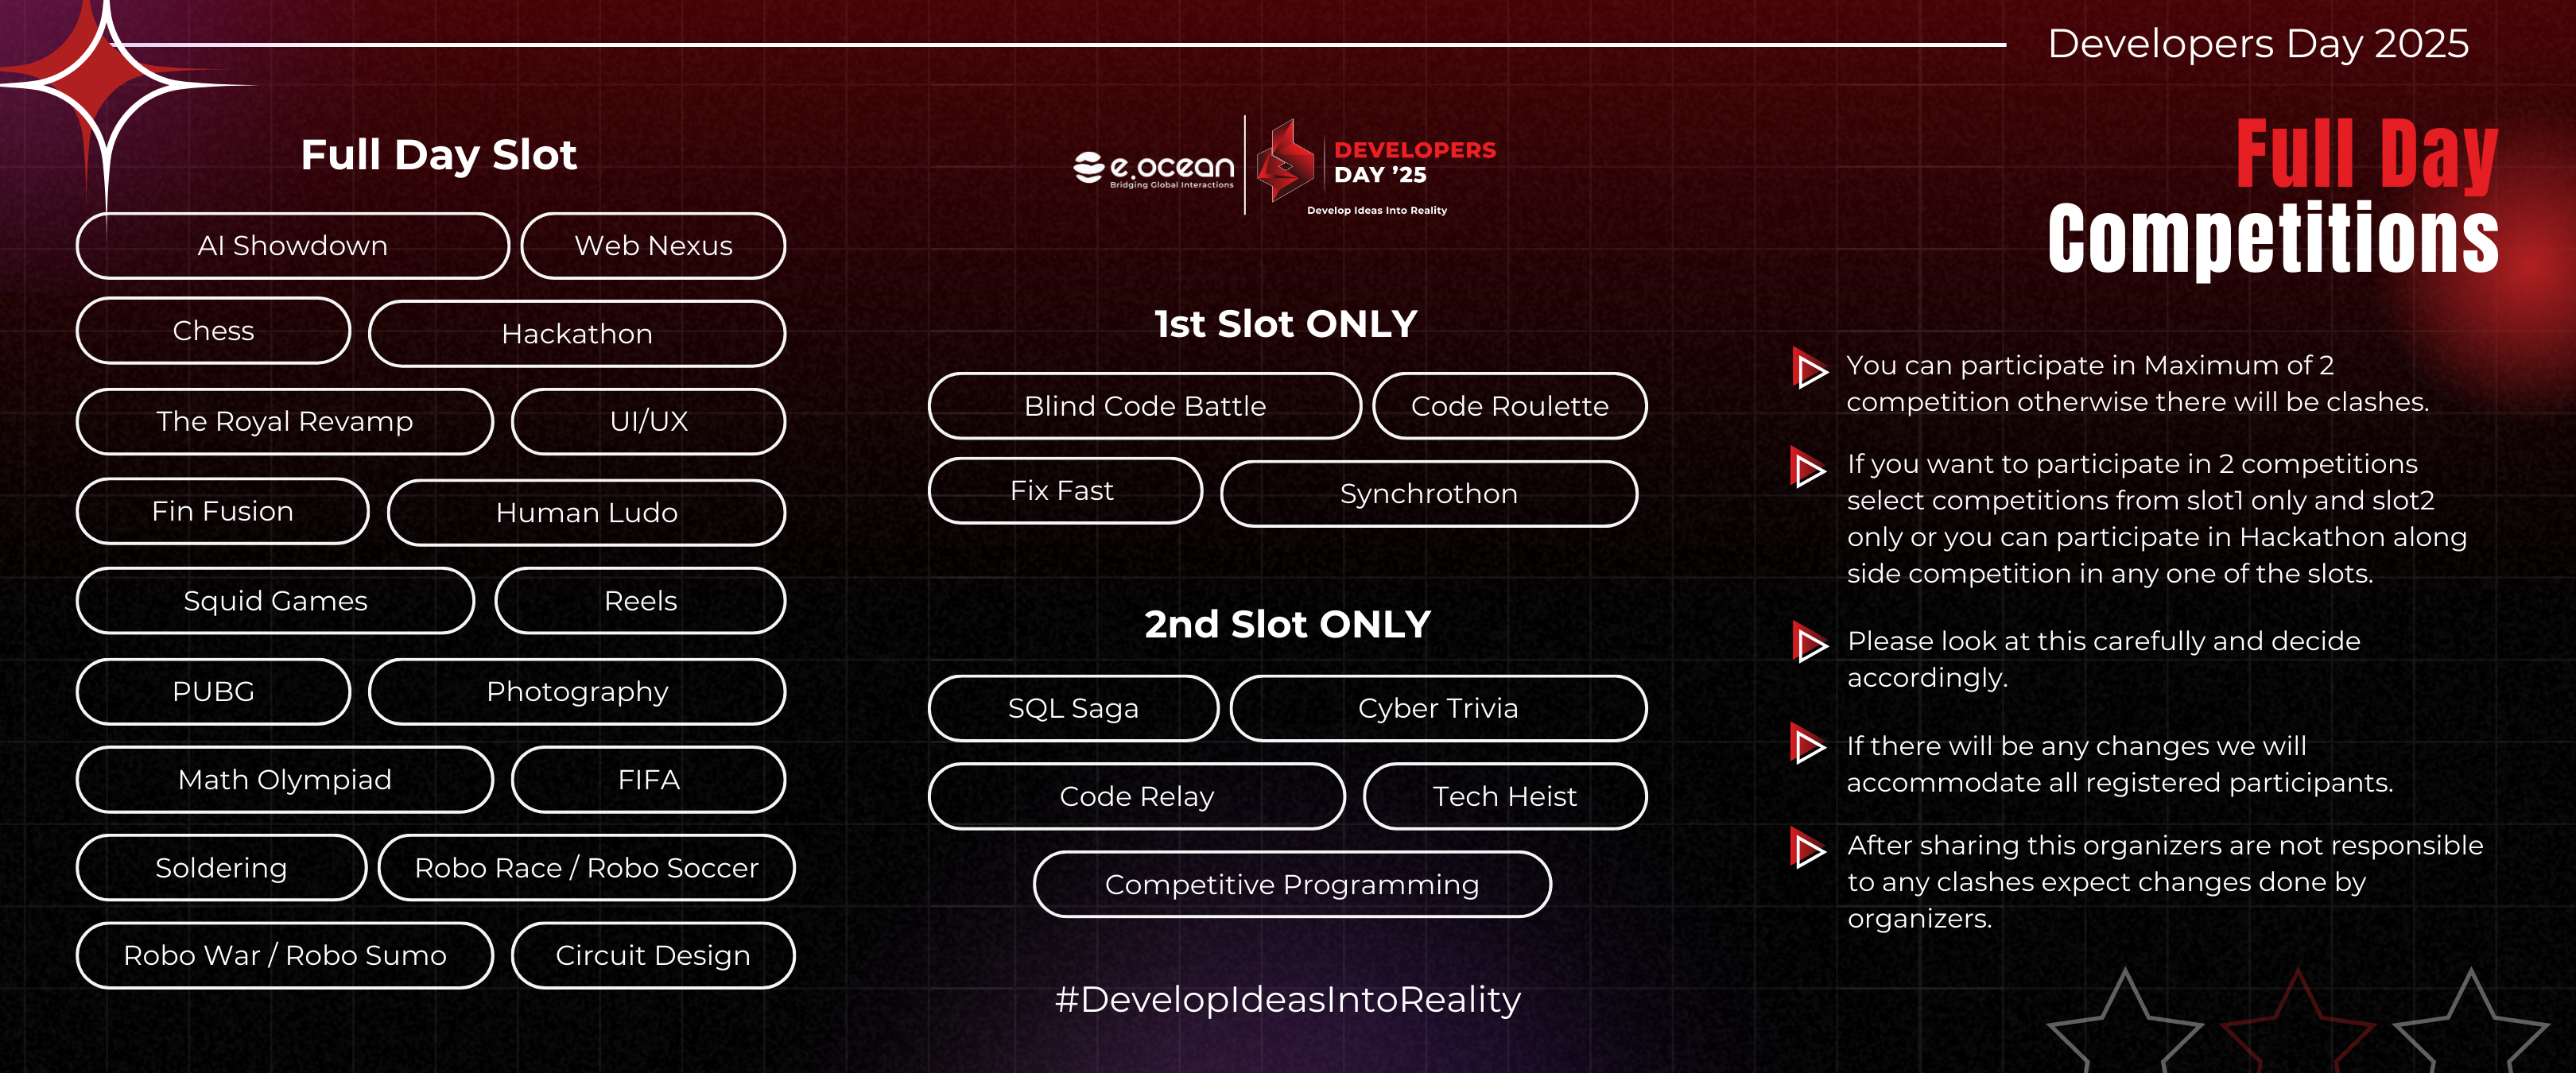 Developers Day 2025
Full Day Slot
AI Showdown
Web Nexus
Chess
Hackathon
The Royal Revamp
UI/UX
Fin Fusion
Human Ludo
Squid Games
Reels
PUBG
Photography
Math Olympiad
FIFA
Soldering
Robo Race / Robo Soccer
Robo War / Robo Sumo
Circuit Design
e.ocean
Bridging Global Interactions
DEVELOPERS
DAY ’25
Develop Ideas Into Reality
1st Slot ONLY
Blind Code Battle
Code Roulette
Fix Fast
Synchrothon
2nd Slot ONLY
SQL Saga
Cyber Trivia
Code Relay
Tech Heist
Competitive Programming
#DevelopIdeasIntoReality
Full Day
Competitions
You can participate in Maximum of 2
competition otherwise there will be clashes.
If you want to participate in 2 competitions
select competitions from slot1 only and slot2
only or you can participate in Hackathon along
side competition in any one of the slots.
Please look at this carefully and decide
accordingly.
If there will be any changes we will
accommodate all registered participants.
After sharing this organizers are not responsible
to any clashes expect changes done by
organizers.